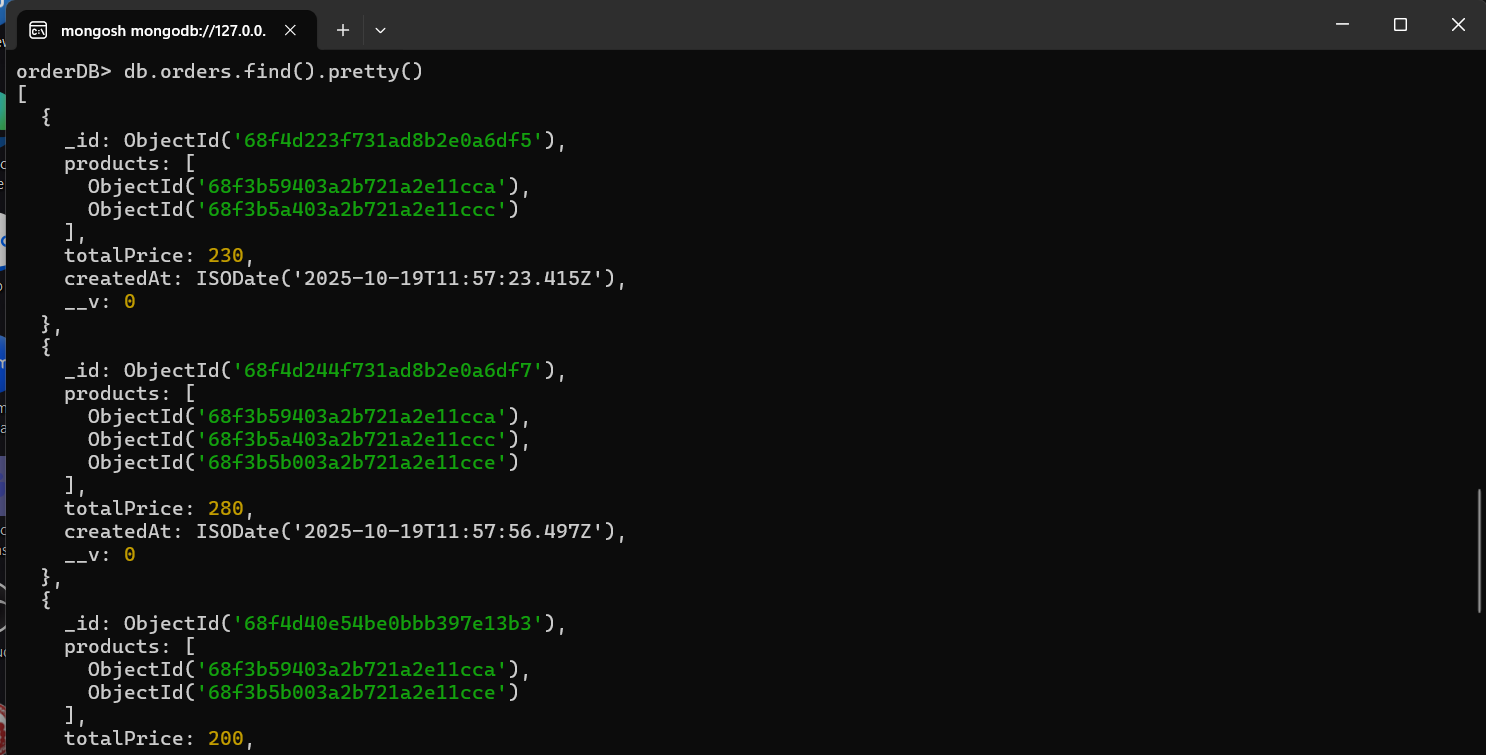 mongosh mongodb://127.0.0.
orderDB> db.orders.find().pretty()
[
  {
    _id: ObjectId('68f4d223f731ad8b2e0a6df5'),
    products: [
      ObjectId('68f3b59403a2b721a2e11cca'),
      ObjectId('68f3b5a403a2b721a2e11ccc')
    ],
    totalPrice: 230,
    createdAt: ISODate('2025-10-19T11:57:23.415Z'),
    __v: 0
  },
  {
    _id: ObjectId('68f4d244f731ad8b2e0a6df7'),
    products: [
      ObjectId('68f3b59403a2b721a2e11cca'),
      ObjectId('68f3b5a403a2b721a2e11ccc'),
      ObjectId('68f3b5b003a2b721a2e11cce')
    ],
    totalPrice: 280,
    createdAt: ISODate('2025-10-19T11:57:56.497Z'),
    __v: 0
  },
  {
    _id: ObjectId('68f4d40e54be0bbb397e13b3'),
    products: [
      ObjectId('68f3b59403a2b721a2e11cca'),
      ObjectId('68f3b5b003a2b721a2e11cce')
    ],
    totalPrice: 200,